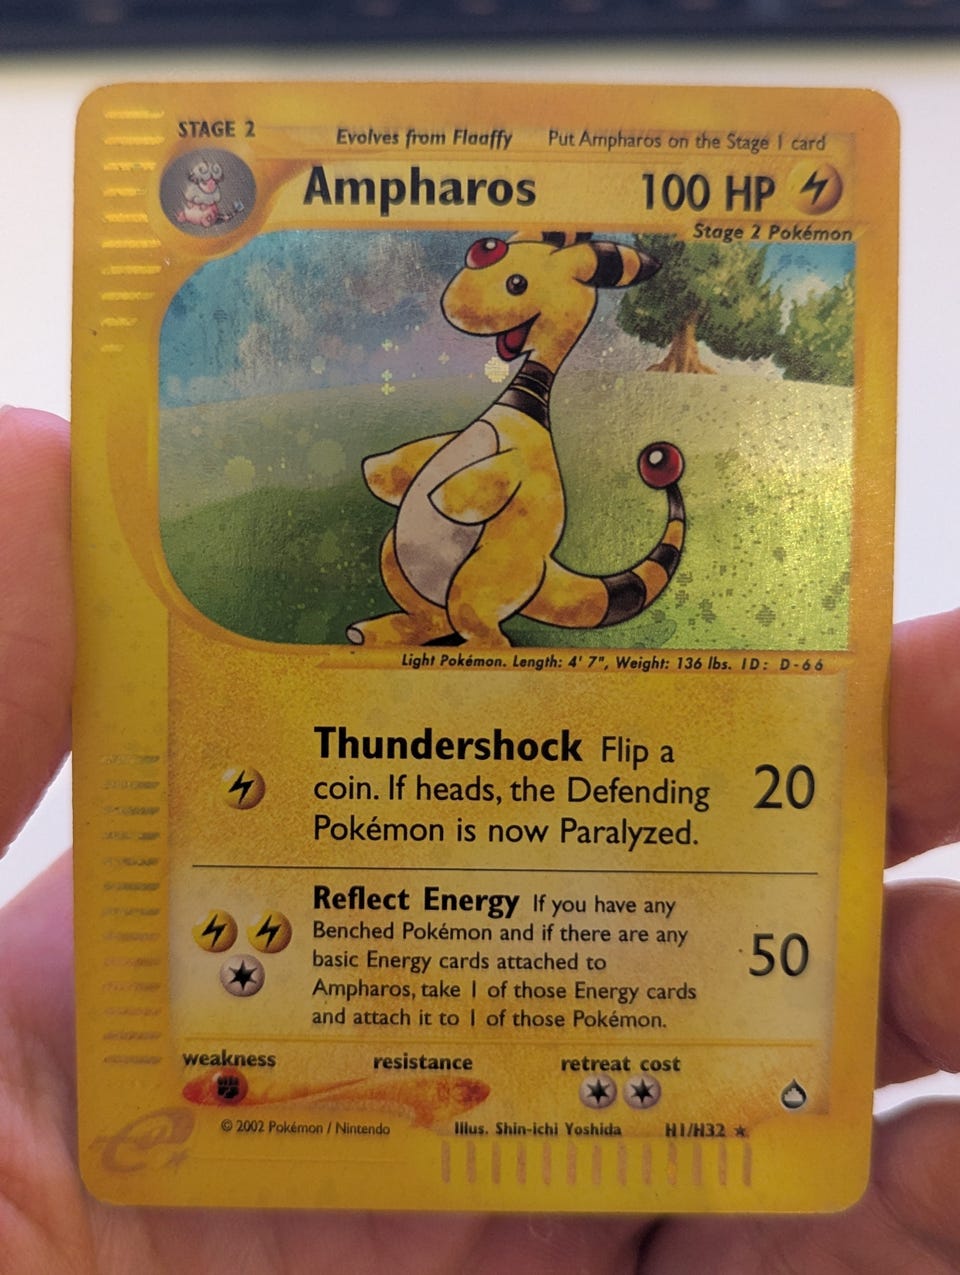 STAGE 2
Evolves from Flaaffy Put Ampharos on the Stage 1 card
Ampharos 100 HP
Stage 2 Pokémon
Light Pokémon. Length: 4' 7", Weight: 136 lbs. ID: D-66
Thundershock Flip a
coin. If heads, the Defending 20
Pokémon is now Paralyzed.
Reflect Energy If you have any
Benched Pokémon and if there are any
basic Energy cards attached to 50
Ampharos, take 1 of those Energy cards
and attach it to 1 of those Pokémon.
weakness resistance retreat cost
© 2002 Pokémon / Nintendo Illus. Shin-ichi Yoshida H1/H32 ★
e